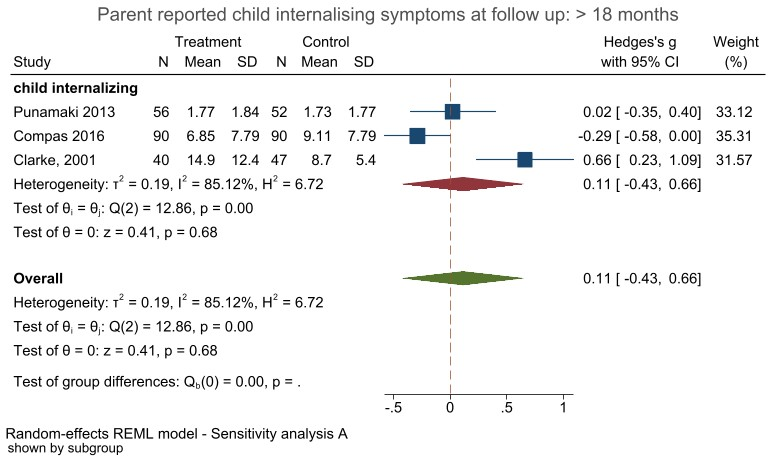 Parent reported child internalising symptoms at follow up: > 18 months
Treatment Control Hedges's g Weight
Study N Mean SD N Mean SD with 95% CI (%)
child internalizing
Punamaki 2013 56 1.77 1.84 52 1.73 1.77 0.02 [ -0.35, 0.40] 33.12
Compas 2016 90 6.85 7.79 90 9.11 7.79 -0.29 [ -0.58, 0.00] 35.31
Clarke, 2001 40 14.9 12.4 47 8.7 5.4 0.66 [ 0.23, 1.09] 31.57
Heterogeneity: τ² = 0.19, I² = 85.12%, H² = 6.72 0.11 [ -0.43, 0.66]
Test of θᵢ = θⱼ: Q(2) = 12.86, p = 0.00
Test of θ = 0: z = 0.41, p = 0.68
Overall 0.11 [ -0.43, 0.66]
Heterogeneity: τ² = 0.19, I² = 85.12%, H² = 6.72
Test of θᵢ = θⱼ: Q(2) = 12.86, p = 0.00
Test of θ = 0: z = 0.41, p = 0.68
Test of group differences: Q_b(0) = 0.00, p = .
-.5 0 .5 1
Random-effects REML model - Sensitivity analysis A
shown by subgroup